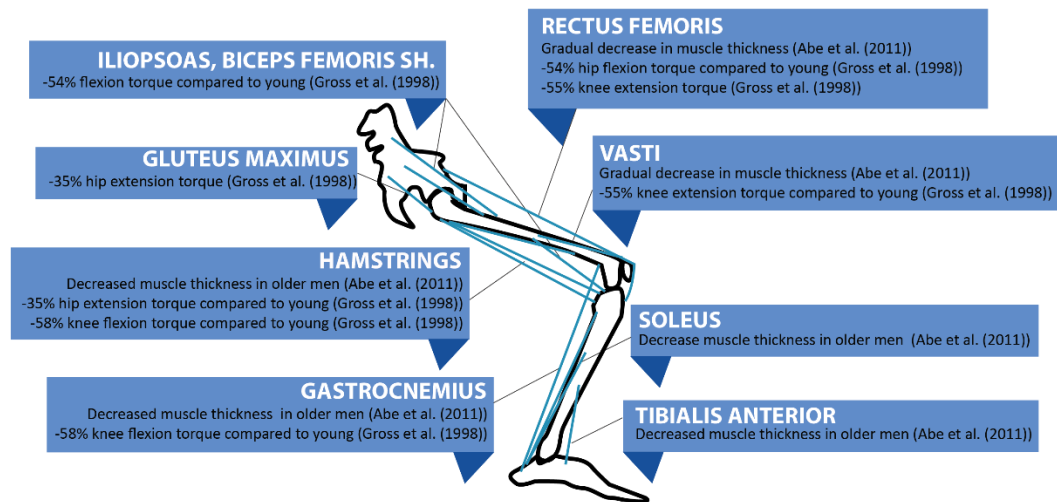 ILIOPSOAS, BICEPS FEMORIS SH.
-54% flexion torque compared to young (Gross et al. (1998))
RECTUS FEMORIS
Gradual decrease in muscle thickness (Abe et al. (2011))
-54% hip flexion torque compared to young (Gross et al. (1998))
-55% knee extension torque (Gross et al. (1998))
GLUTEUS MAXIMUS
-35% hip extension torque (Gross et al. (1998))
VASTI
Gradual decrease in muscle thickness (Abe et al. (2011))
-55% knee extension torque compared to young (Gross et al. (1998))
HAMSTRINGS
Decreased muscle thickness in older men (Abe et al. (2011))
-35% hip extension torque compared to young (Gross et al. (1998))
-58% knee flexion torque compared to young (Gross et al. (1998))
SOLEUS
Decrease muscle thickness in older men (Abe et al. (2011))
GASTROCNEMIUS
Decreased muscle thickness in older men (Abe et al. (2011))
-58% knee flexion torque compared to young (Gross et al. (1998))
TIBIALIS ANTERIOR
Decreased muscle thickness in older men (Abe et al. (2011))